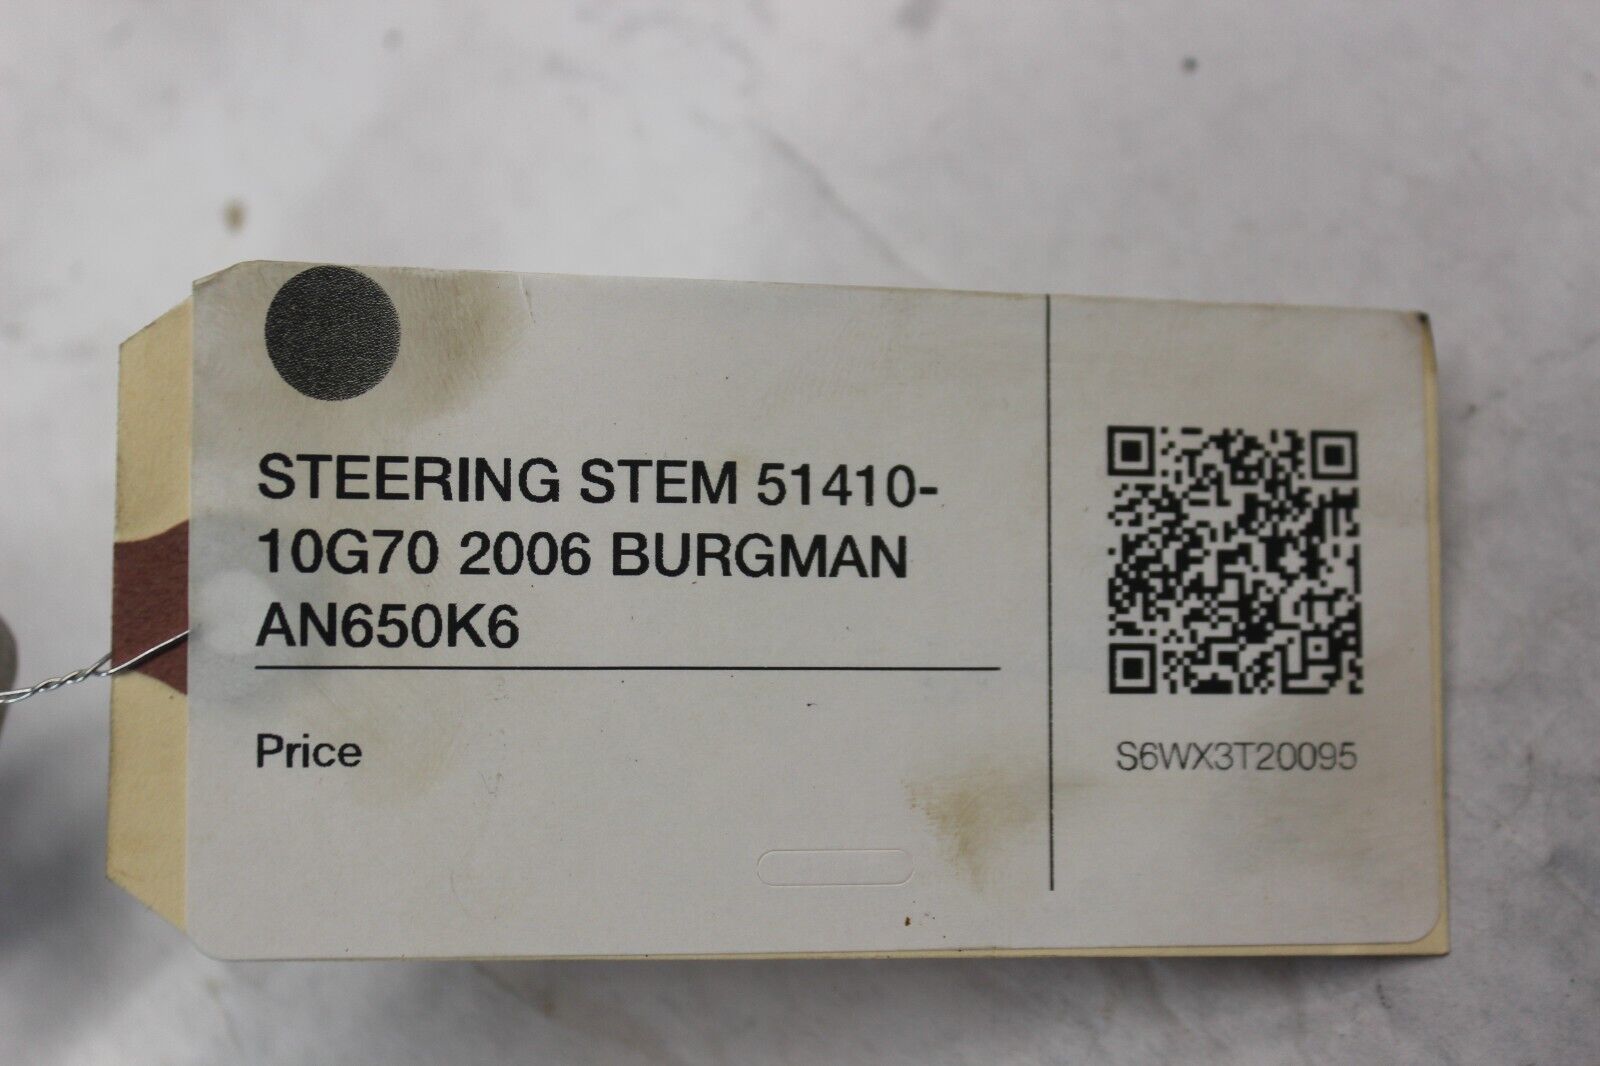 STEERING STEM 51410-
10G70 2006 BURGMAN
AN650K6
Price
S6WX3T20095